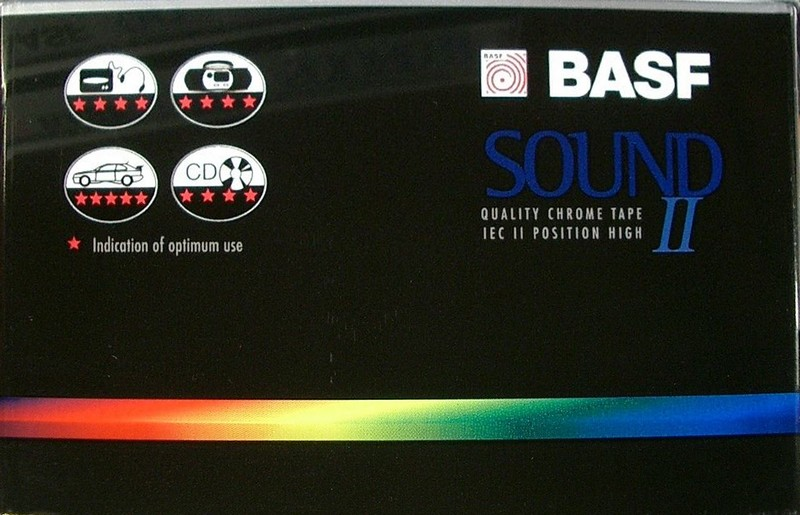 BASF
BASF
SOUND
II
QUALITY CHROME TAPE
IEC II POSITION HIGH
CD
★ Indication of optimum use